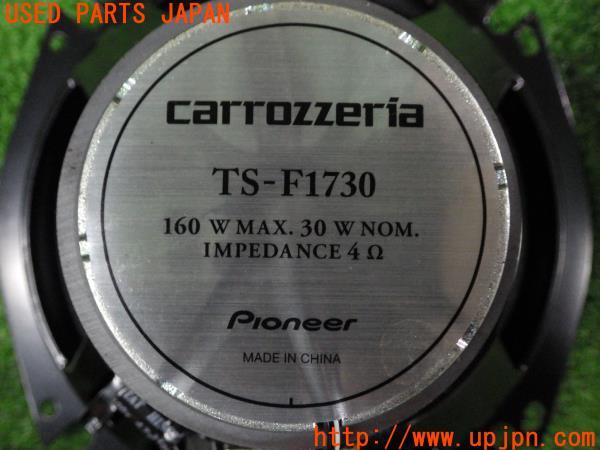 USED PARTS JAPAN
carrozzeria
TS-F1730
160 W MAX. 30 W NOM.
IMPEDANCE 4 Ω
Pioneer
MADE IN CHINA
http://www.upjpn.com/